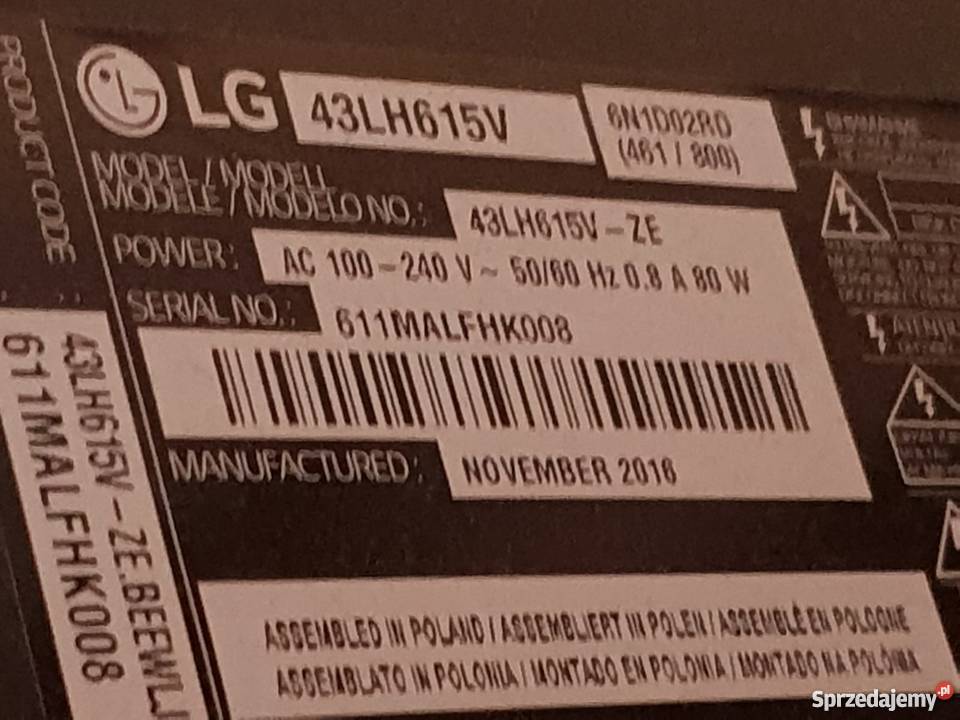 LG 43LH615V
6N1D02RD
(461 / 800)
MODEL / MODELL
MODELE / MODELO NO.: 43LH615V-ZE
POWER: AC 100-240 V ~ 50/60 Hz 0.8 A 80 W
SERIAL NO.: 611MALFHK008
MANUFACTURED: NOVEMBER 2016
ASSEMBLED IN POLAND / ASSEMBLIERT IN POLEN / ASSEMBLÉ EN POLOGNE
ASSEMBLATO IN POLONIA / MONTADO EN POLONIA / MONTADO NA POLÓNIA
PRODUCT CODE
43LH615V-ZE.BEEWLJ
611MALFHK008
Sprzedajemy.pl